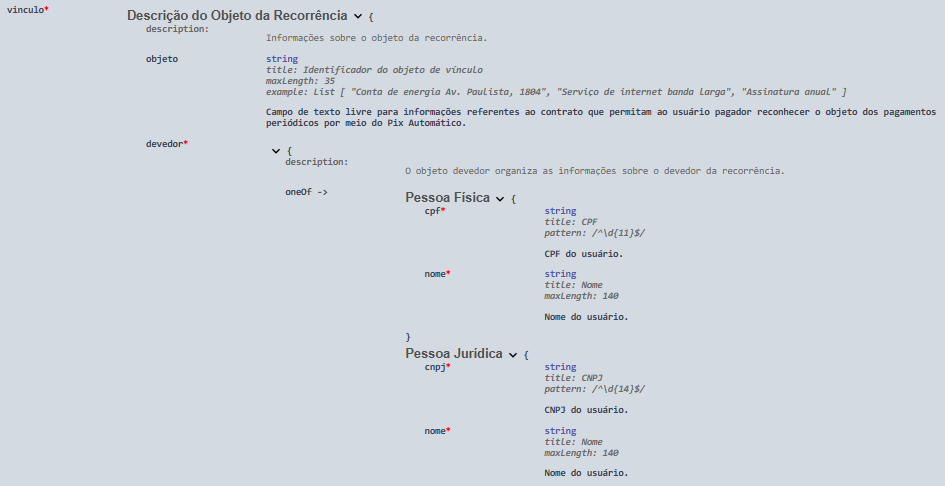 vinculo*
Descrição do Objeto da Recorrência {
description:
Informações sobre o objeto da recorrência.
objeto
string
title: Identificador do objeto de vínculo
maxLength: 35
example: List [ "Conta de energia Av. Paulista, 1804", "Serviço de internet banda larga", "Assinatura anual" ]
Campo de texto livre para informações referentes ao contrato que permitam ao usuário pagador reconhecer o objeto dos pagamentos
periódicos por meio do Pix Automático.
devedor*
{
description:
O objeto devedor organiza as informações sobre o devedor da recorrência.
oneOf ->
Pessoa Física {
cpf*
string
title: CPF
pattern: /^\d{11}$/
CPF do usuário.
nome*
string
title: Nome
maxLength: 140
Nome do usuário.
}
Pessoa Jurídica {
cnpj*
string
title: CNPJ
pattern: /^\d{14}$/
CNPJ do usuário.
nome*
string
title: Nome
maxLength: 140
Nome do usuário.